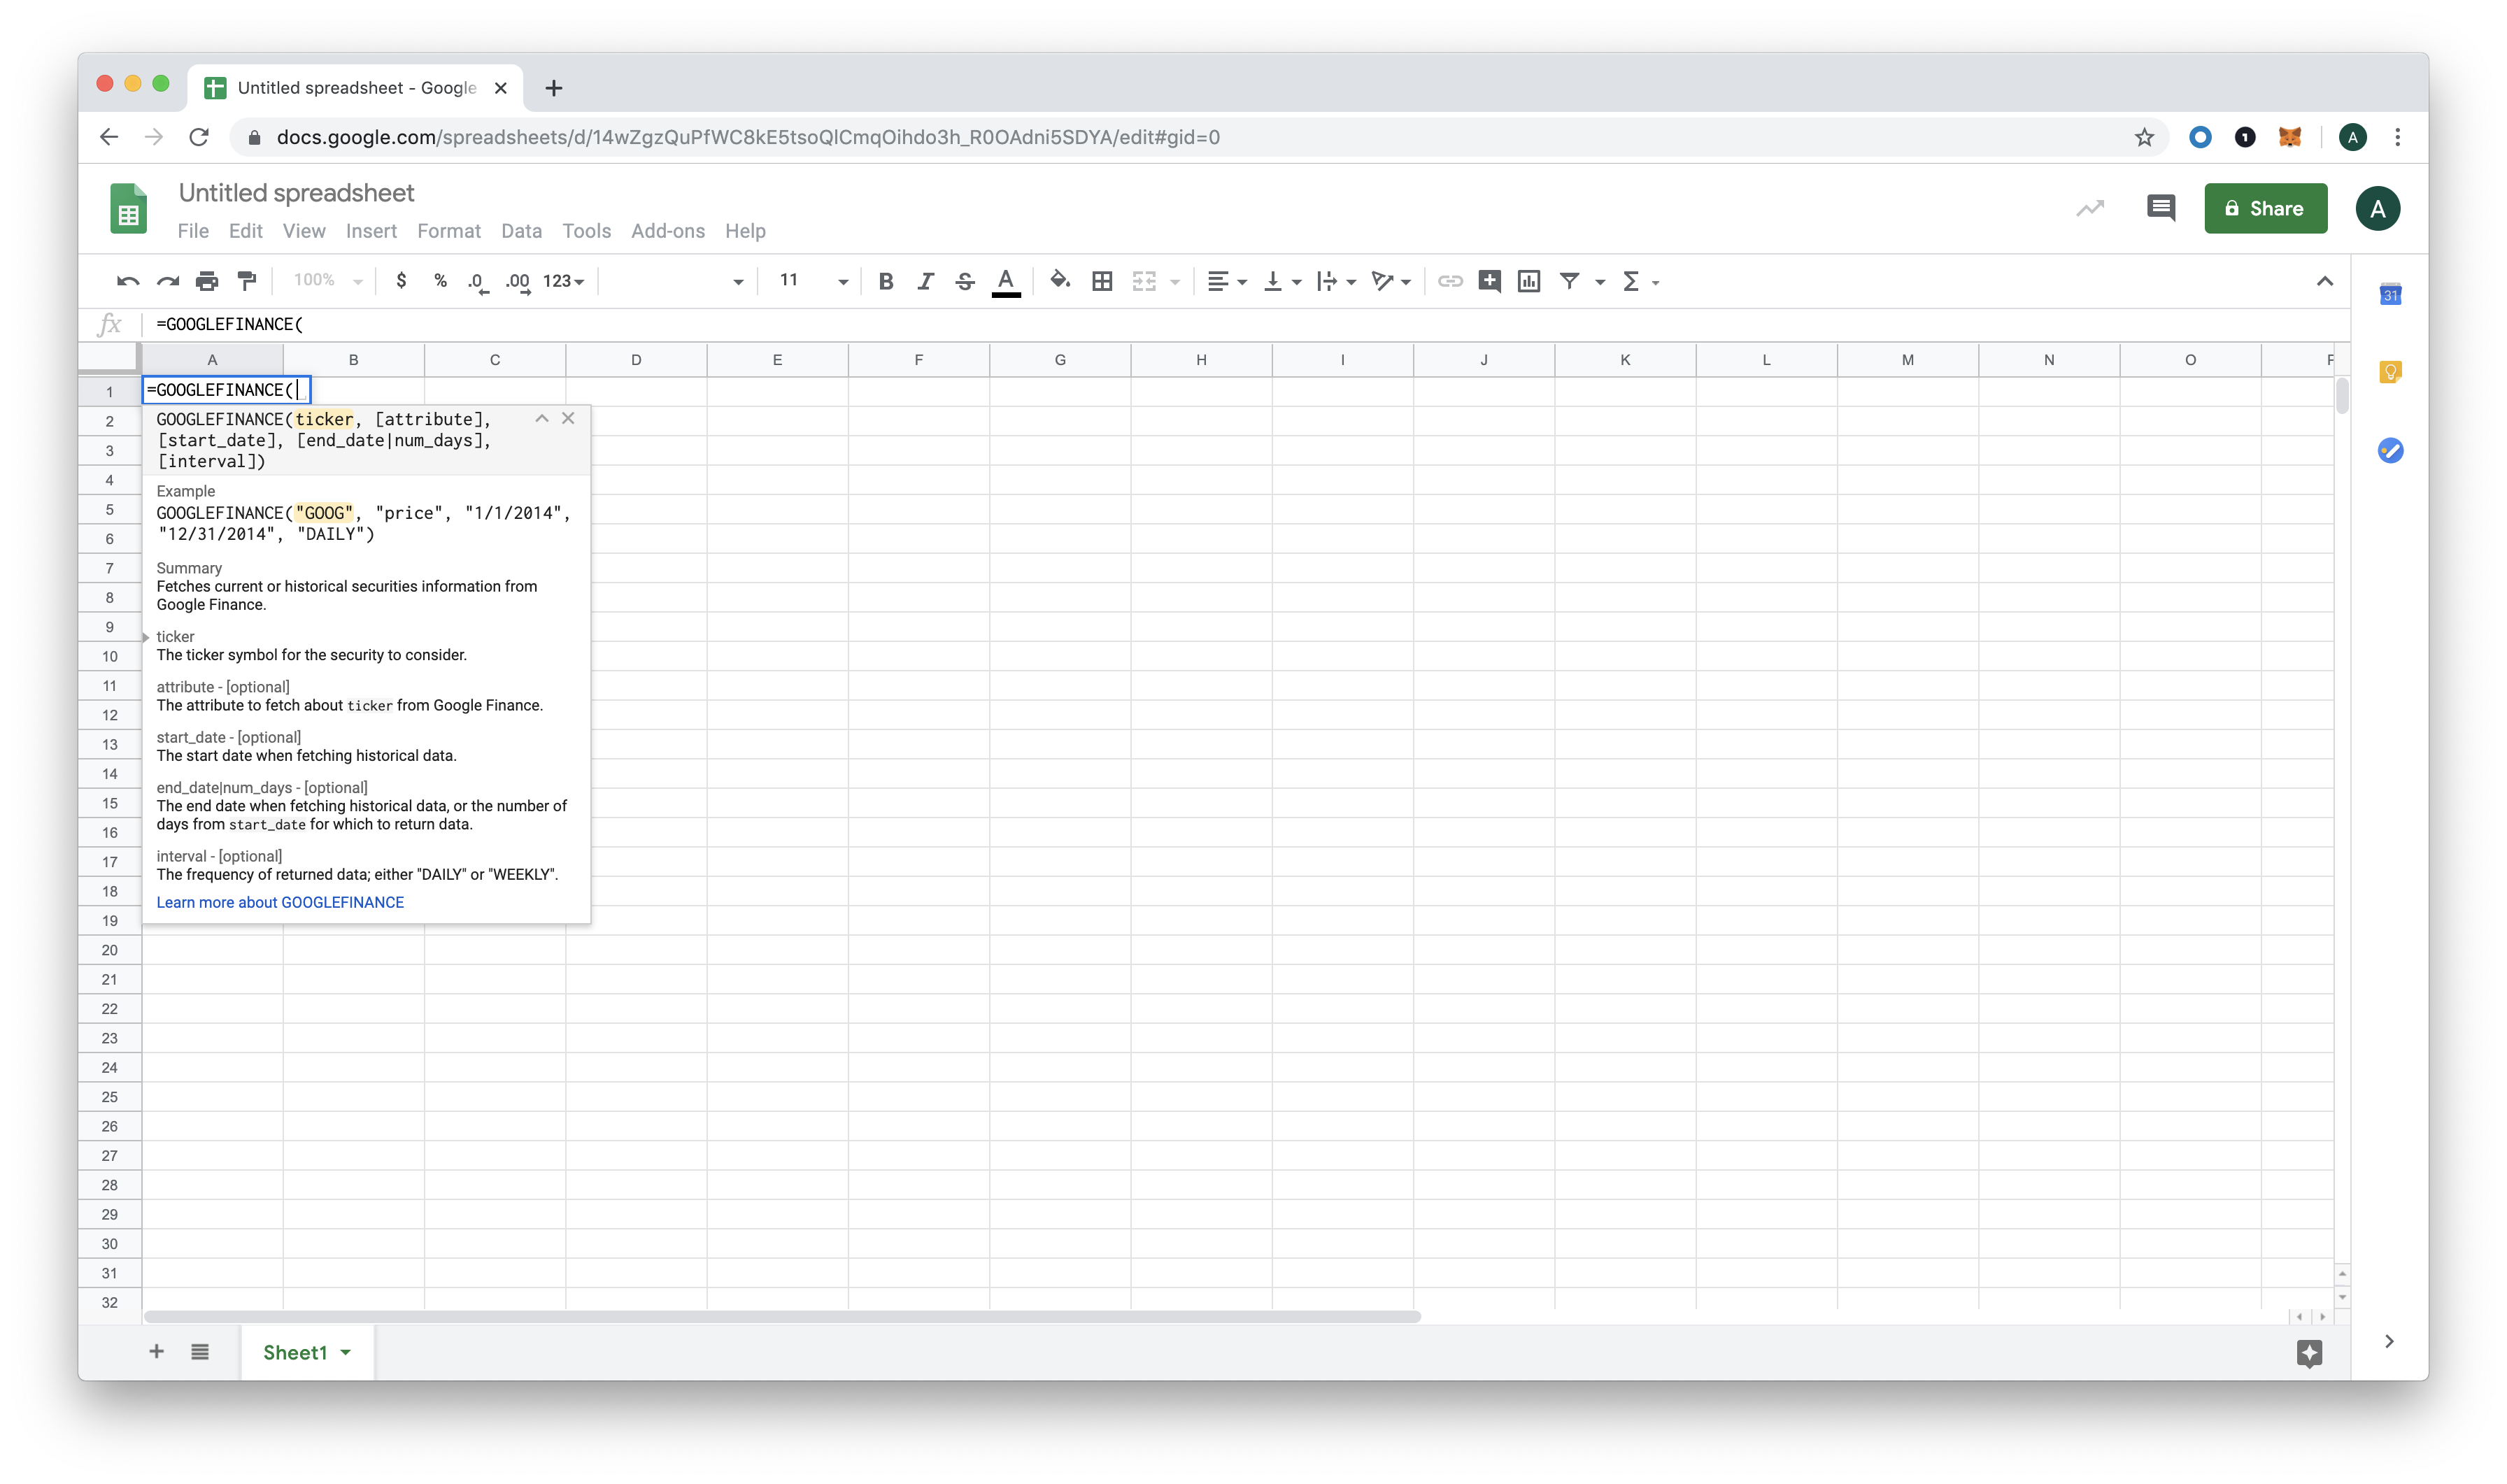 Untitled spreadsheet - Google
docs.google.com/spreadsheets/d/14wZgzQuPfWC8kE5tsoQlCmqOihdo3h_R0OAdni5SDYA/edit#gid=0
1
A
Untitled spreadsheet
File Edit View Insert Format Data Tools Add-ons Help
Share
A
100% $ % .0 .00 123 11 B I S A Σ
31
fx =GOOGLEFINANCE(
A B C D E F G H I J K L M N O
1 =GOOGLEFINANCE(
GOOGLEFINANCE(ticker, [attribute],
[start_date], [end_date|num_days],
[interval])
Example
GOOGLEFINANCE("GOOG", "price", "1/1/2014",
"12/31/2014", "DAILY")
Summary
Fetches current or historical securities information from
Google Finance.
ticker
The ticker symbol for the security to consider.
attribute - [optional]
The attribute to fetch about ticker from Google Finance.
start_date - [optional]
The start date when fetching historical data.
end_date|num_days - [optional]
The end date when fetching historical data, or the number of
days from start_date for which to return data.
interval - [optional]
The frequency of returned data; either "DAILY" or "WEEKLY".
Learn more about GOOGLEFINANCE
2
3
4
5
6
7
8
9
10
11
12
13
14
15
16
17
18
19
20
21
22
23
24
25
26
27
28
29
30
31
32
Sheet1